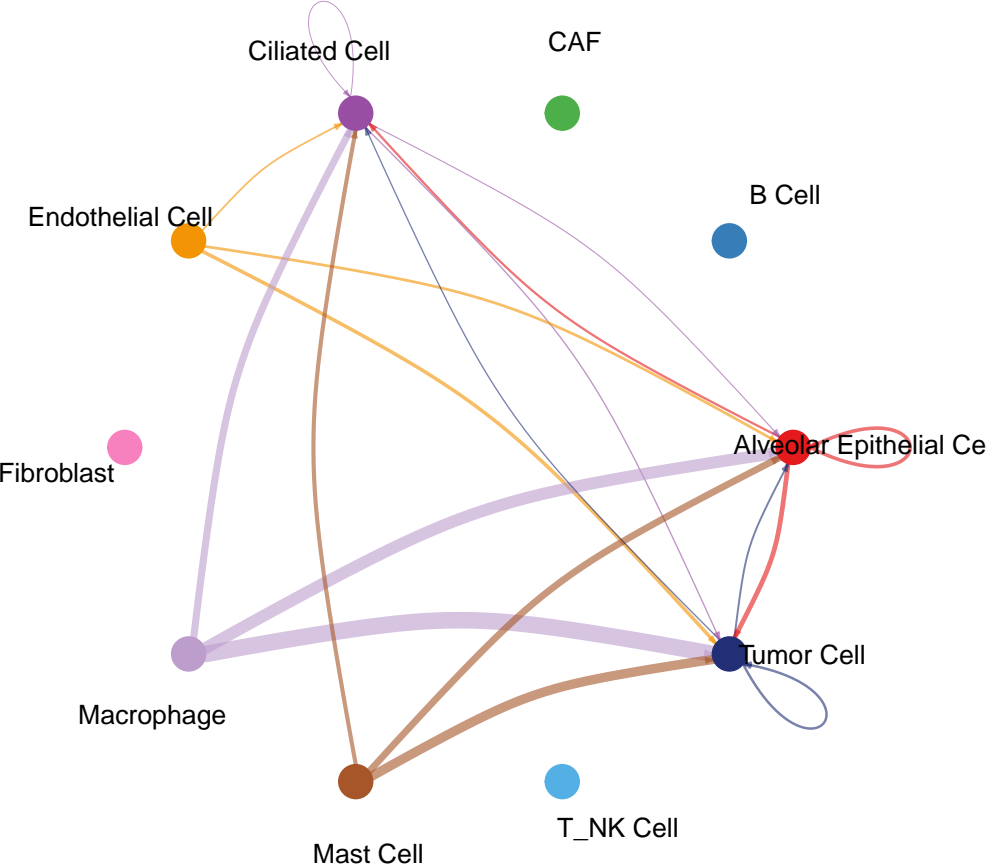 CAF
Ciliated Cell
B Cell
Endothelial Cell
Alveolar Epithelial Ce
Fibroblast
Tumor Cell
Macrophage
T_NK Cell
Mast Cell